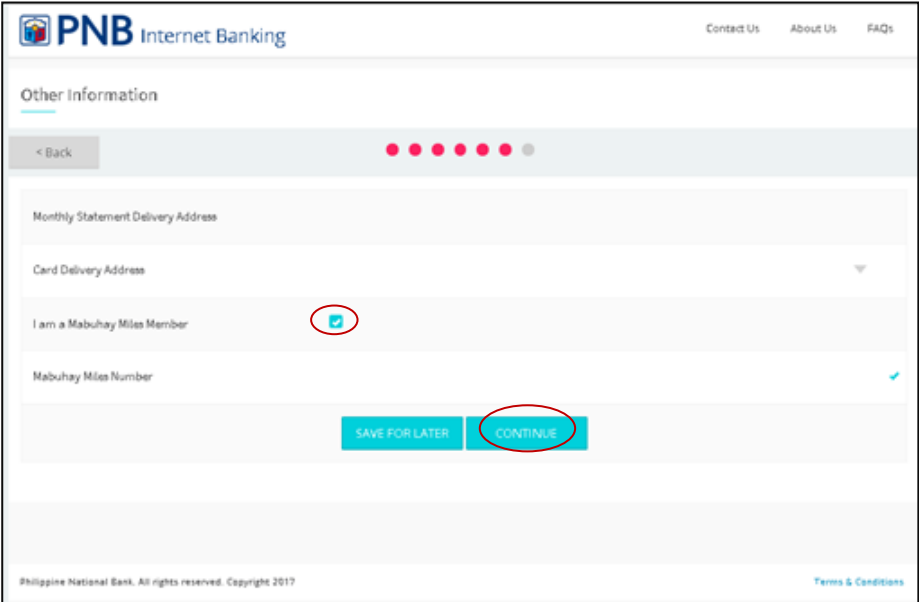 PNB Internet Banking
Contact Us About Us FAQs
Other Information
< Back
Monthly Statement Delivery Address
Card Delivery Address
I am a Mabuhay Miles Member
Mabuhay Miles Number
SAVE FOR LATER CONTINUE
Philippine National Bank. All rights reserved. Copyright 2017
Terms & Conditions